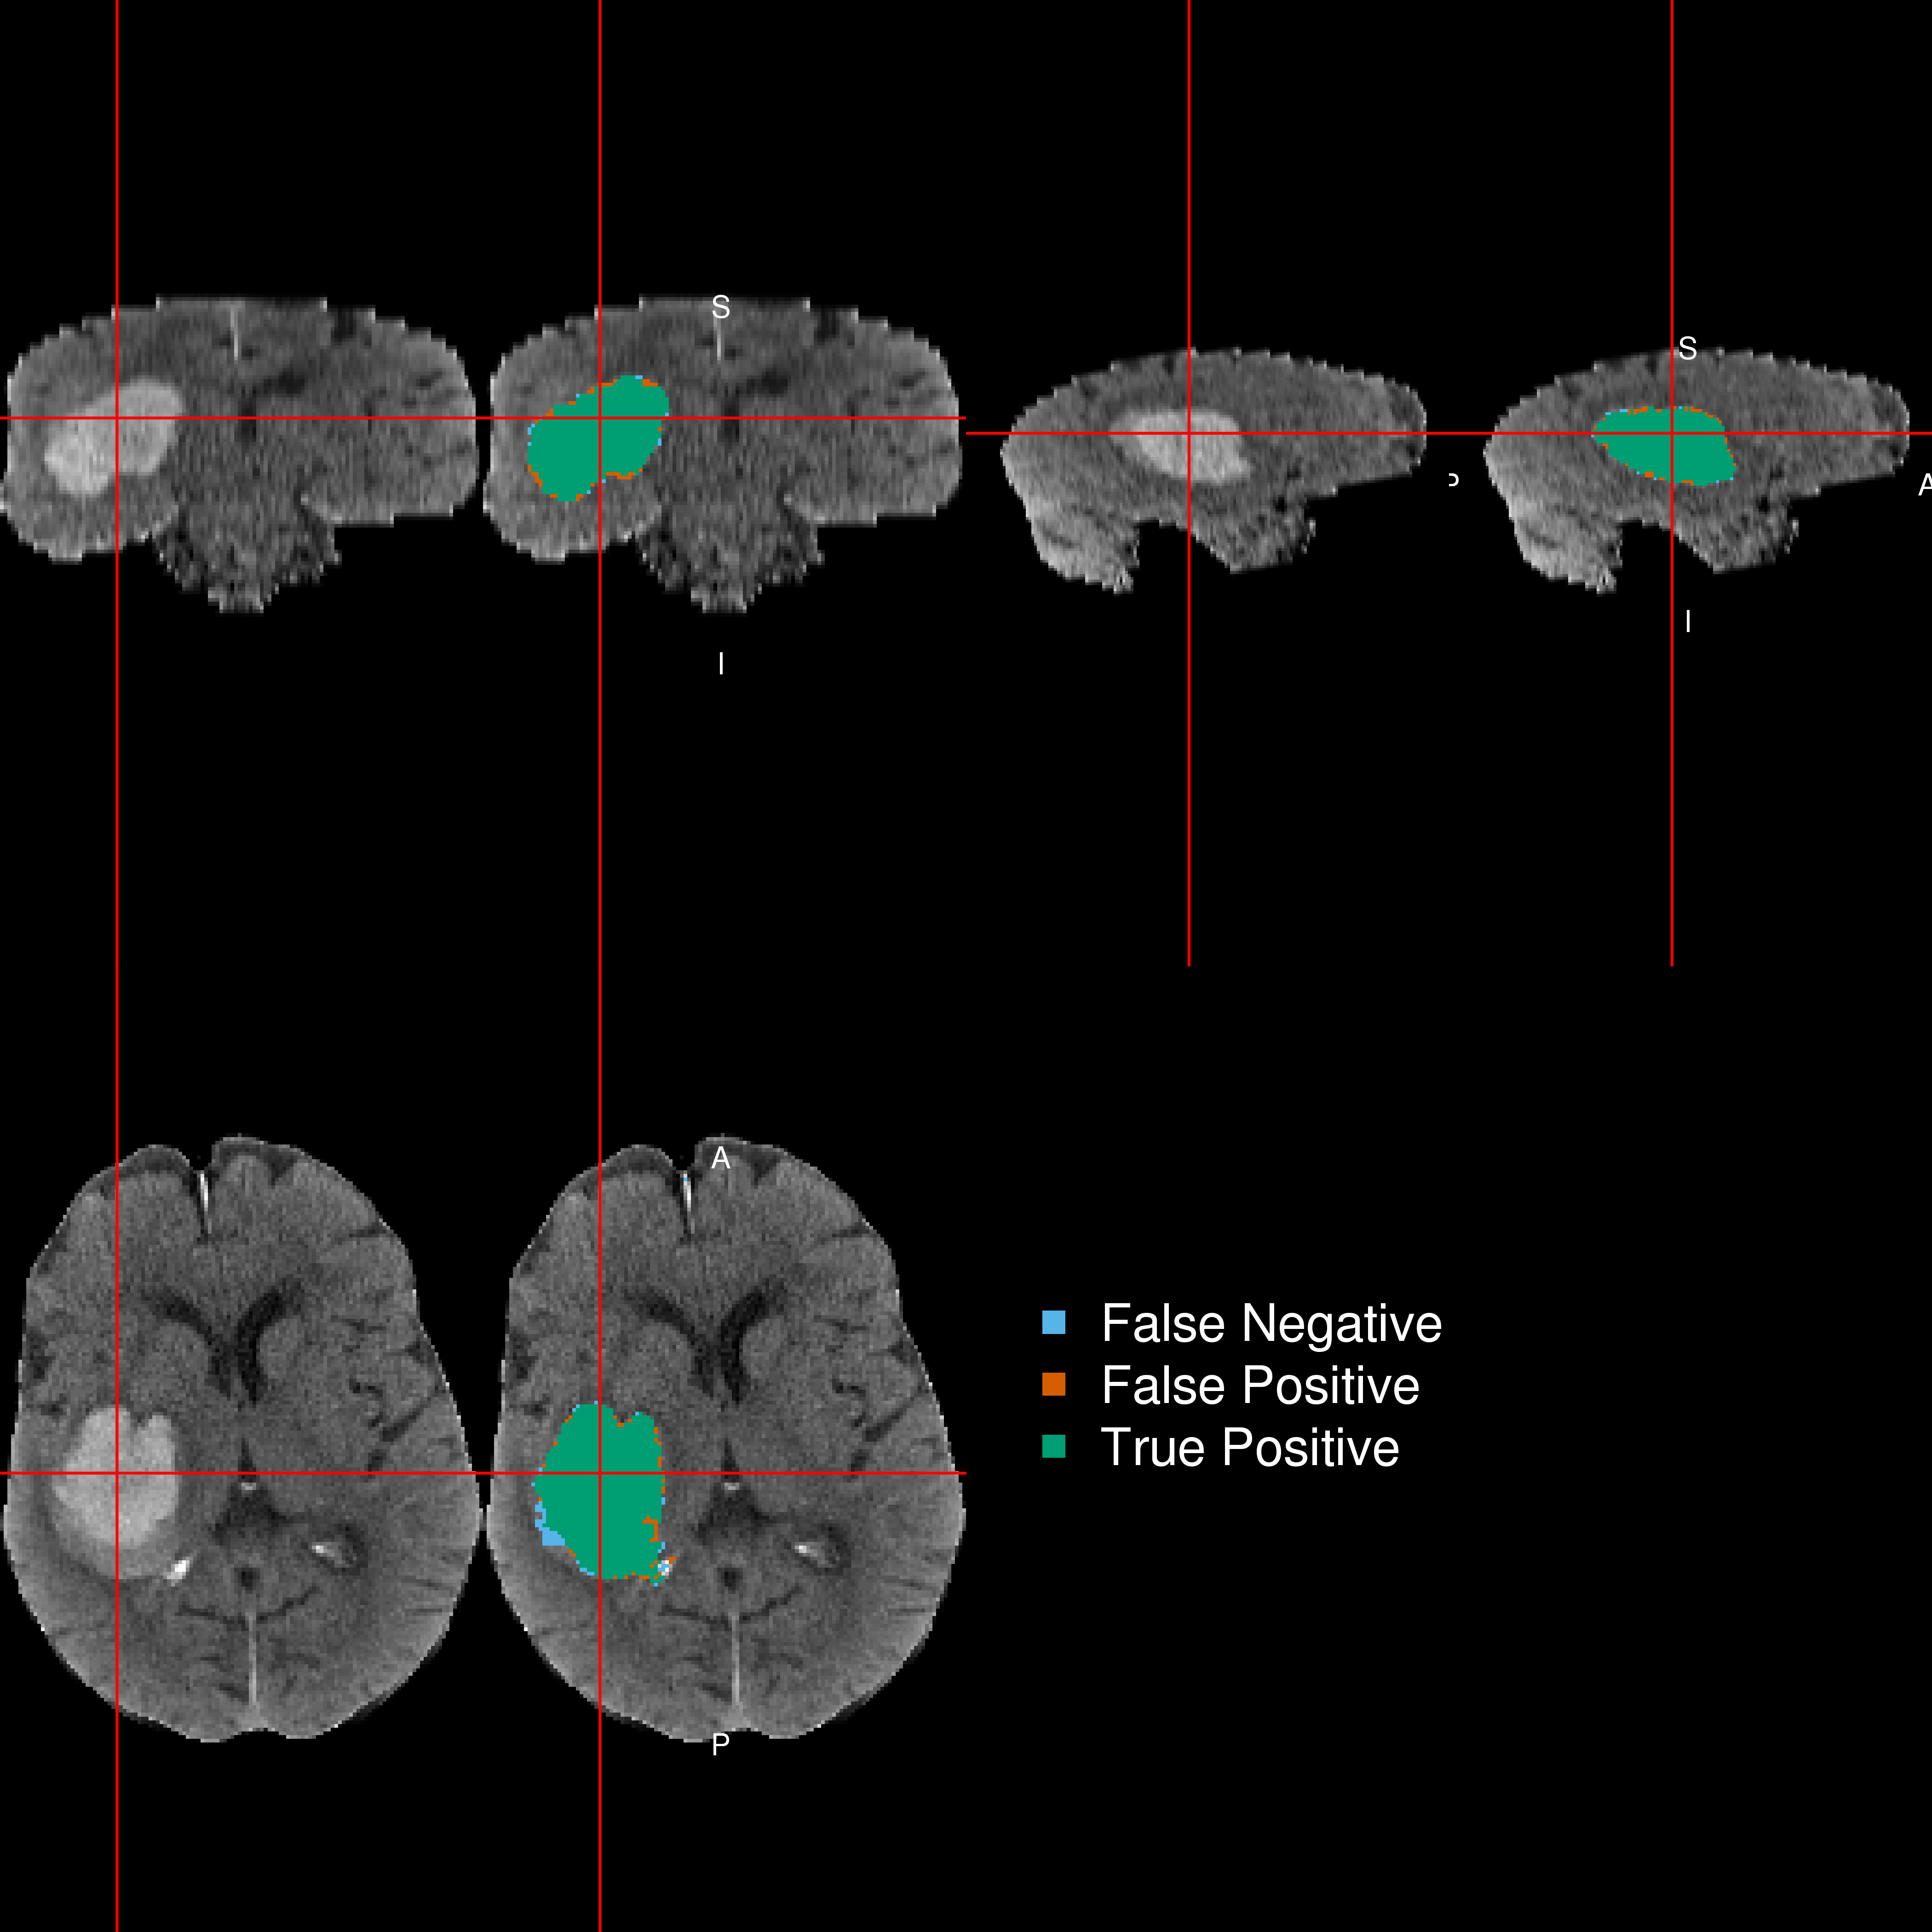 S
S
P
A
I
I
A
False Negative
False Positive
True Positive
P